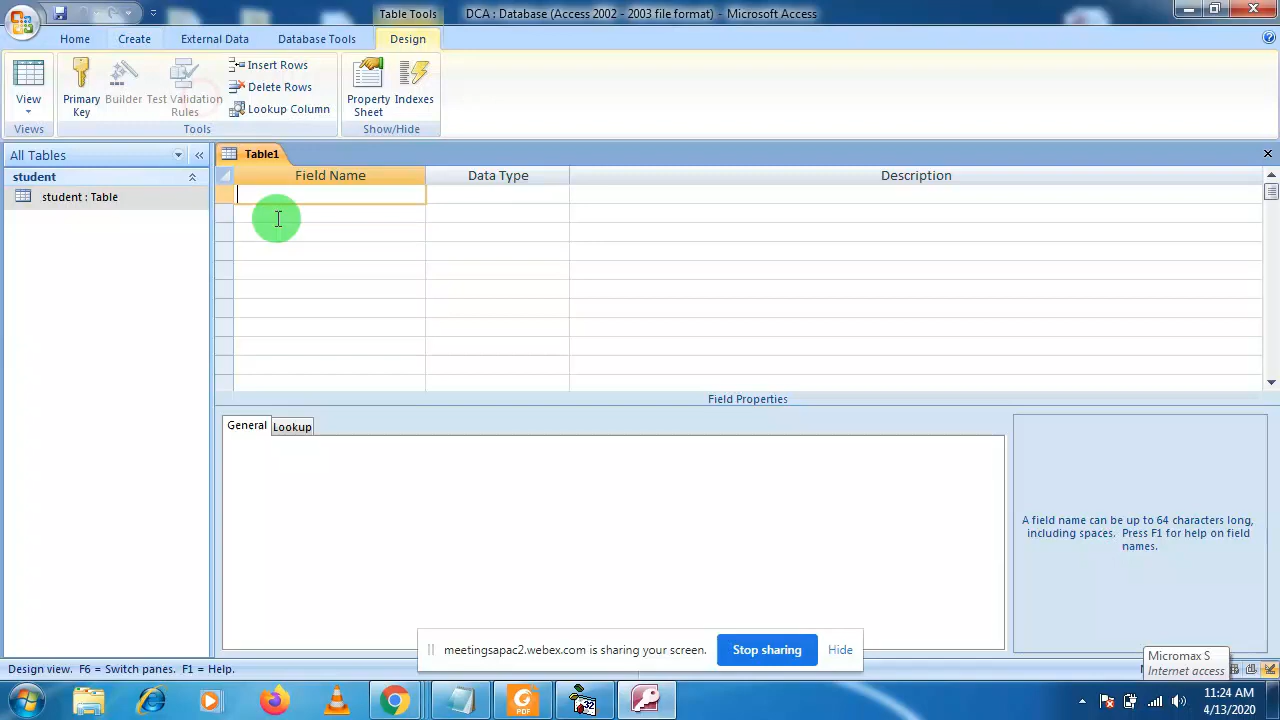 Table Tools
DCA : Database (Access 2002 - 2003 file format) - Microsoft Access
Home
Create
External Data
Database Tools
Design
View
Primary Key
Builder
Test Validation Rules
Insert Rows
Delete Rows
Lookup Column
Property Sheet
Indexes
Views
Tools
Show/Hide
All Tables
student
student : Table
Table1
Field Name
Data Type
Description
Field Properties
General
Lookup
A field name can be up to 64 characters long,
including spaces. Press F1 for help on field
names.
meetingsapac2.webex.com is sharing your screen.
Stop sharing
Hide
Micromax S
Internet access
Design view. F6 = Switch panes. F1 = Help.
PDF
32
11:24 AM
4/13/2020